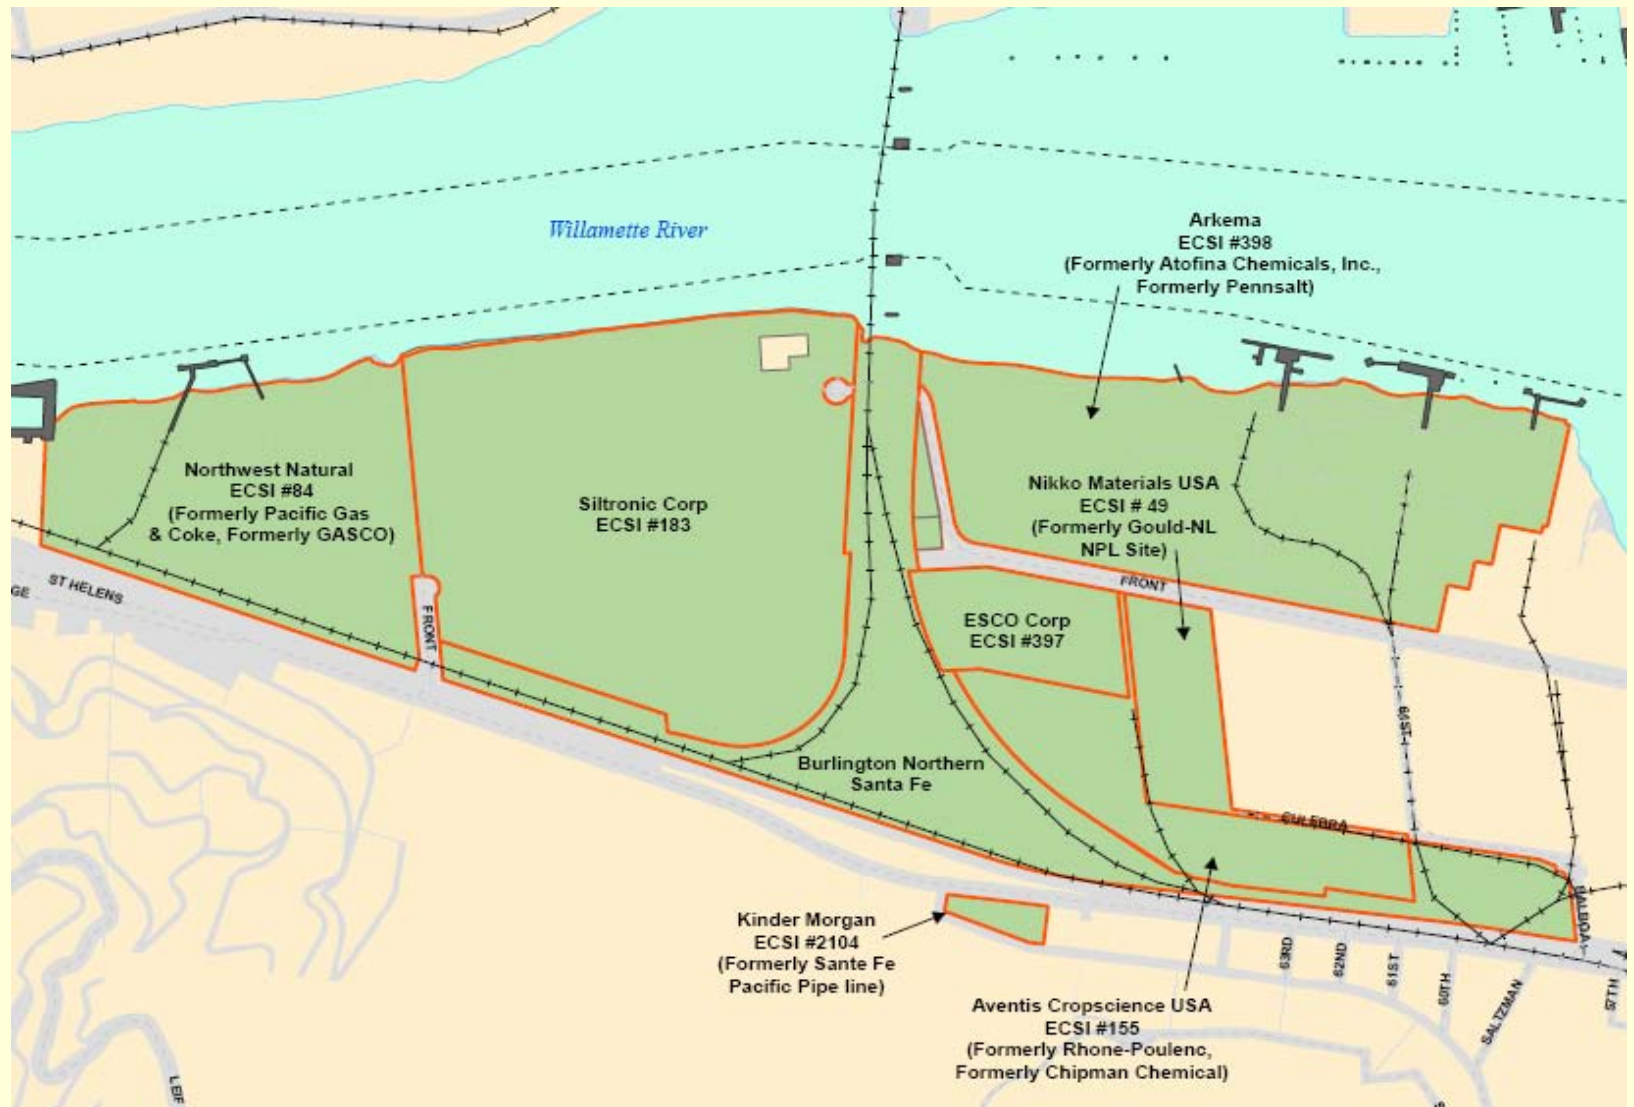 Willamette River
Arkema
ECSI #398
(Formerly Atofina Chemicals, Inc.,
Formerly Pennsalt)
Northwest Natural
ECSI #84
(Formerly Pacific Gas
& Coke, Formerly GASCO)
Siltronic Corp
ECSI #183
Nikko Materials USA
ECSI # 49
(Formerly Gould-NL
NPL Site)
FRONT
ST HELENS
GE
FRONT
ESCO Corp
ECSI #397
Burlington Northern
Santa Fe
CULEBRA
BALBOA
Kinder Morgan
ECSI #2104
(Formerly Sante Fe
Pacific Pipe line)
63RD
62ND
61ST
60TH
SALTZMAN
57TH
Aventis Cropscience USA
ECSI #155
(Formerly Rhone-Poulenc,
Formerly Chipman Chemical)
LEIF